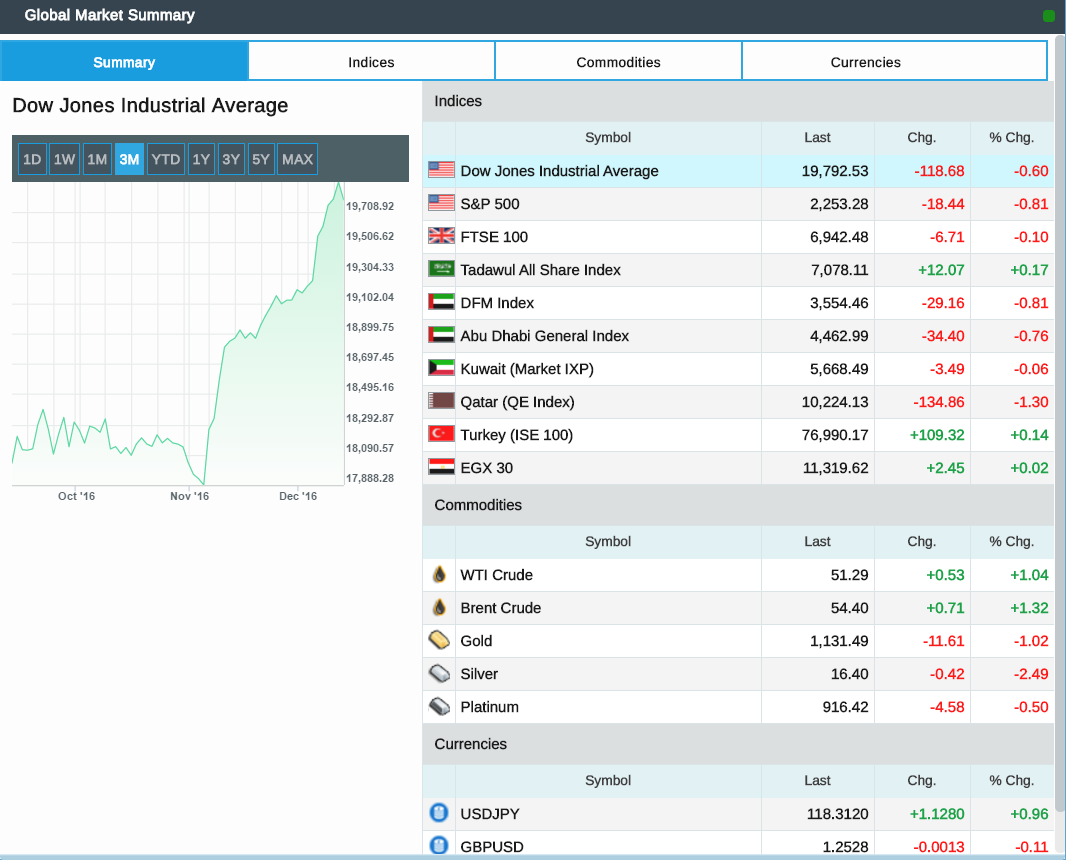 Global Market Summary
Summary Indices Commodities Currencies
Dow Jones Industrial Average
1D 1W 1M 3M YTD 1Y 3Y 5Y MAX
19,708.92
19,506.62
19,304.33
19,102.04
18,899.75
18,697.45
18,495.16
18,292.87
18,090.57
17,888.28
Oct '16 Nov '16 Dec '16
Indices
Symbol Last Chg. % Chg.
Dow Jones Industrial Average 19,792.53 -118.68 -0.60
S&P 500 2,253.28 -18.44 -0.81
FTSE 100 6,942.48 -6.71 -0.10
Tadawul All Share Index 7,078.11 +12.07 +0.17
DFM Index 3,554.46 -29.16 -0.81
Abu Dhabi General Index 4,462.99 -34.40 -0.76
Kuwait (Market IXP) 5,668.49 -3.49 -0.06
Qatar (QE Index) 10,224.13 -134.86 -1.30
Turkey (ISE 100) 76,990.17 +109.32 +0.14
EGX 30 11,319.62 +2.45 +0.02
Commodities
Symbol Last Chg. % Chg.
WTI Crude 51.29 +0.53 +1.04
Brent Crude 54.40 +0.71 +1.32
Gold 1,131.49 -11.61 -1.02
Silver 16.40 -0.42 -2.49
Platinum 916.42 -4.58 -0.50
Currencies
Symbol Last Chg. % Chg.
USDJPY 118.3120 +1.1280 +0.96
GBPUSD 1.2528 -0.0013 -0.11